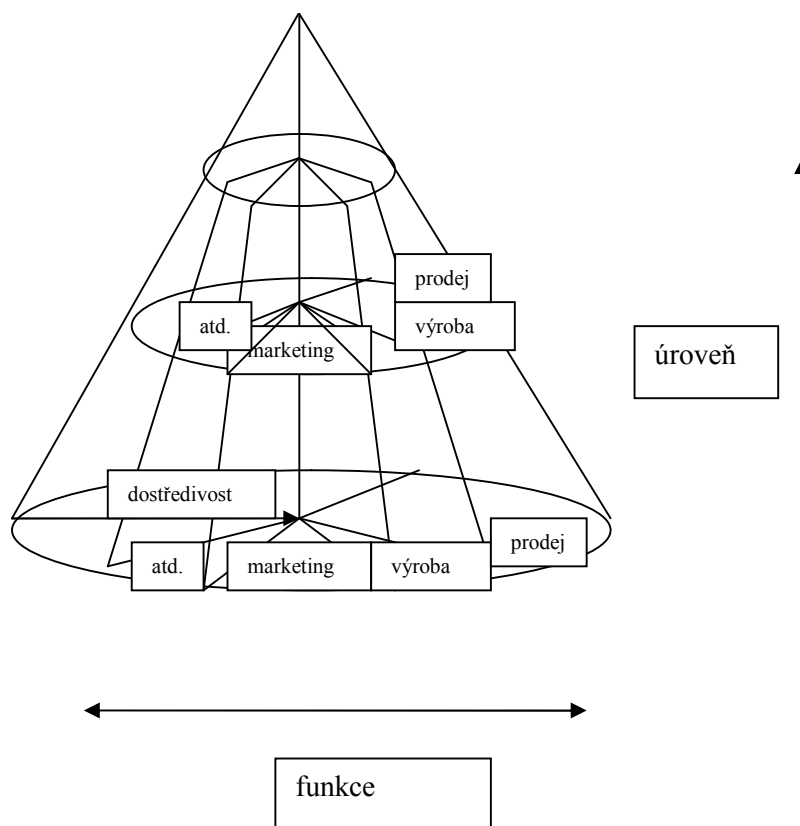 prodej
atd.
výroba
marketing
úroveň
dostředivost
atd.
marketing
výroba
prodej
funkce